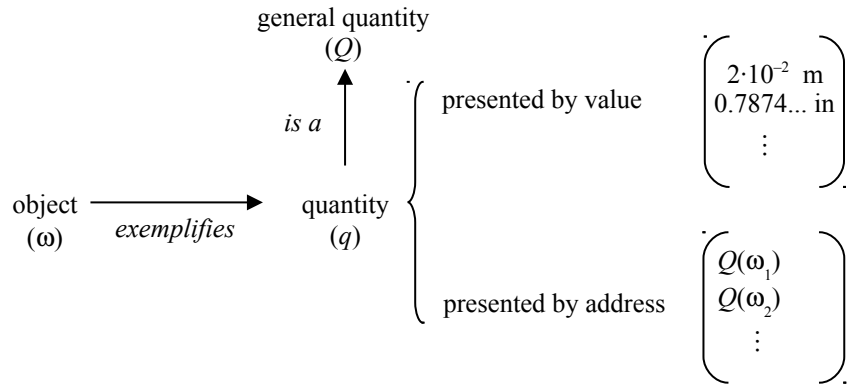 general quantity
(Q)
is a
object
(ω)
exemplifies
quantity
(q)
presented by value
2·10⁻² m
0.7874... in
⋮
presented by address
Q(ω₁)
Q(ω₂)
⋮